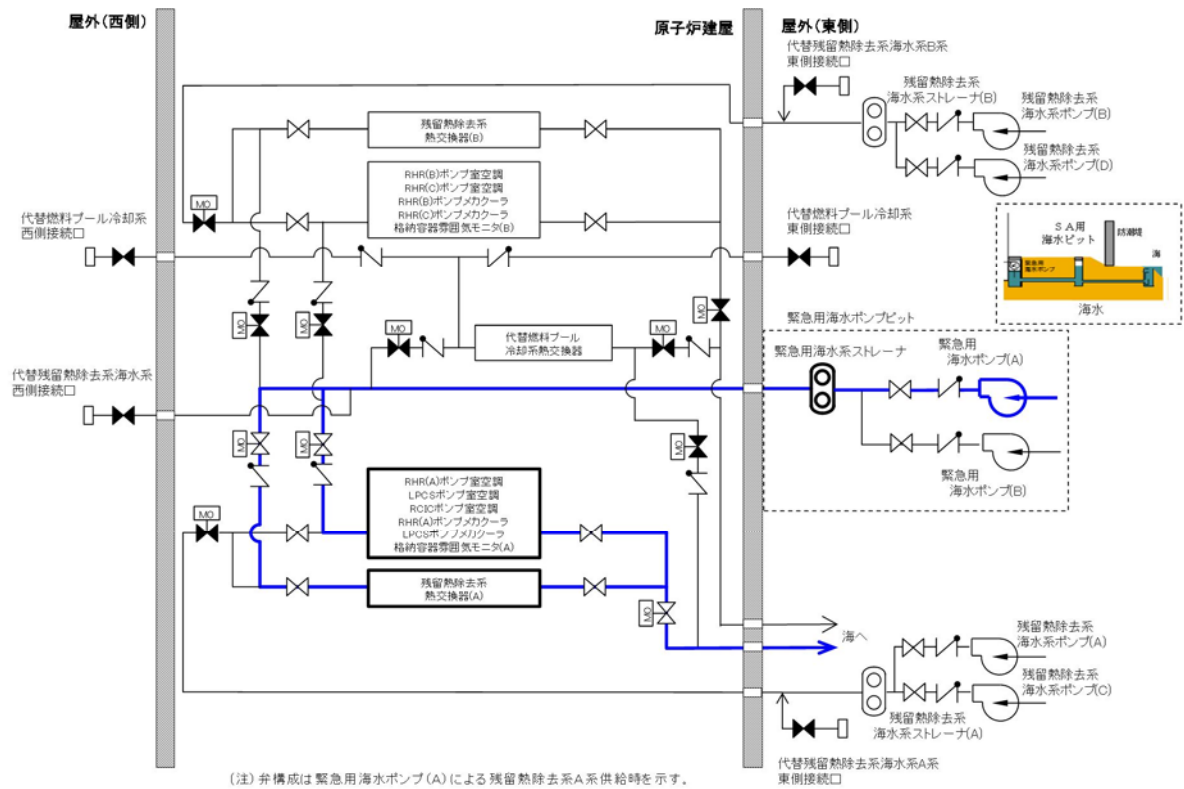 屋外(西側)
原子炉建屋
屋外(東側)
代替残留熱除去系海水系B系
東側接続口
残留熱除去系
海水系ストレーナ(B)
残留熱除去系
海水系ポンプ(B)
残留熱除去系
海水系ポンプ(D)
残留熱除去系
熱交換器(B)
RHR(B)ポンプ室空調
RHR(C)ポンプ室空調
RHR(B)ポンプメカクーラ
RHR(C)ポンプメカクーラ
格納容器雰囲気モニタ(B)
MO
代替燃料プール冷却系
西側接続口
代替燃料プール冷却系
東側接続口
SA用
海水ピット
防潮堤
海
緊急用
海水ポンプ
海水
MO
MO
MO
MO
MO
代替燃料プール
冷却系熱交換器
緊急用海水ポンプピット
緊急用海水系ストレーナ
緊急用
海水ポンプ(A)
緊急用
海水ポンプ(B)
代替残留熱除去系海水系
西側接続口
MO
MO
MO
RHR(A)ポンプ室空調
LPCSポンプ室空調
RCICポンプ室空調
RHR(A)ポンプメカクーラ
LPCSポンプメカクーラ
格納容器雰囲気モニタ(A)
MO
残留熱除去系
熱交換器(A)
MO
海へ
残留熱除去系
海水系ポンプ(A)
残留熱除去系
海水系ポンプ(C)
残留熱除去系
海水系ストレーナ(A)
代替残留熱除去系海水系A系
東側接続口
(注)弁構成は緊急用海水ポンプ(A)による残留熱除去系A系供給時を示す。